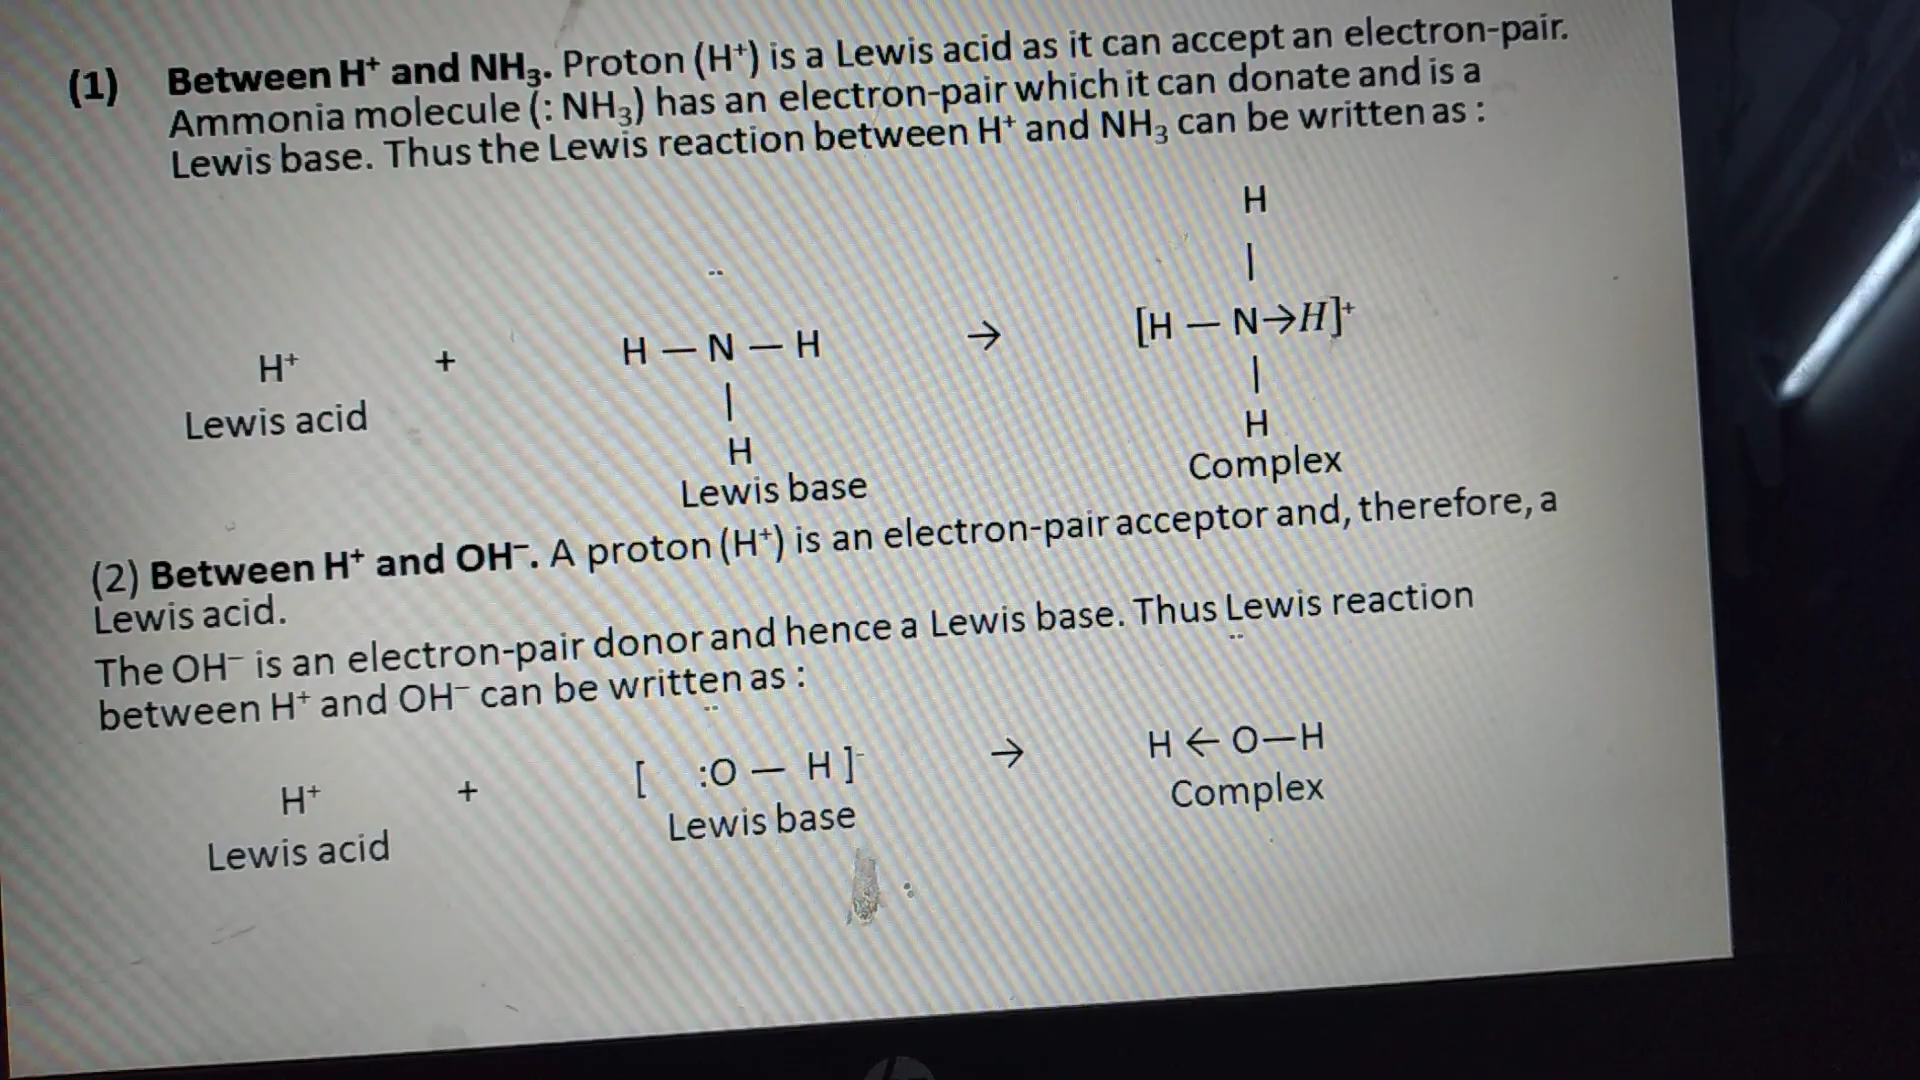 (1) Between H⁺ and NH₃. Proton (H⁺) is a Lewis acid as it can accept an electron-pair.
Ammonia molecule (: NH₃) has an electron-pair which it can donate and is a
Lewis base. Thus the Lewis reaction between H⁺ and NH₃ can be written as :
H
|
..
H⁺ + H — N — H → [H — N→H]⁺
| |
H H
Lewis acid Lewis base Complex
(2) Between H⁺ and OH⁻. A proton (H⁺) is an electron-pair acceptor and, therefore, a
Lewis acid.
The OH⁻ is an electron-pair donor and hence a Lewis base. Thus Lewis reaction
between H⁺ and OH⁻ can be written as :
.. ..
H⁺ + [ :O — H ]⁻ → H ← O—H
Lewis acid Lewis base Complex
..